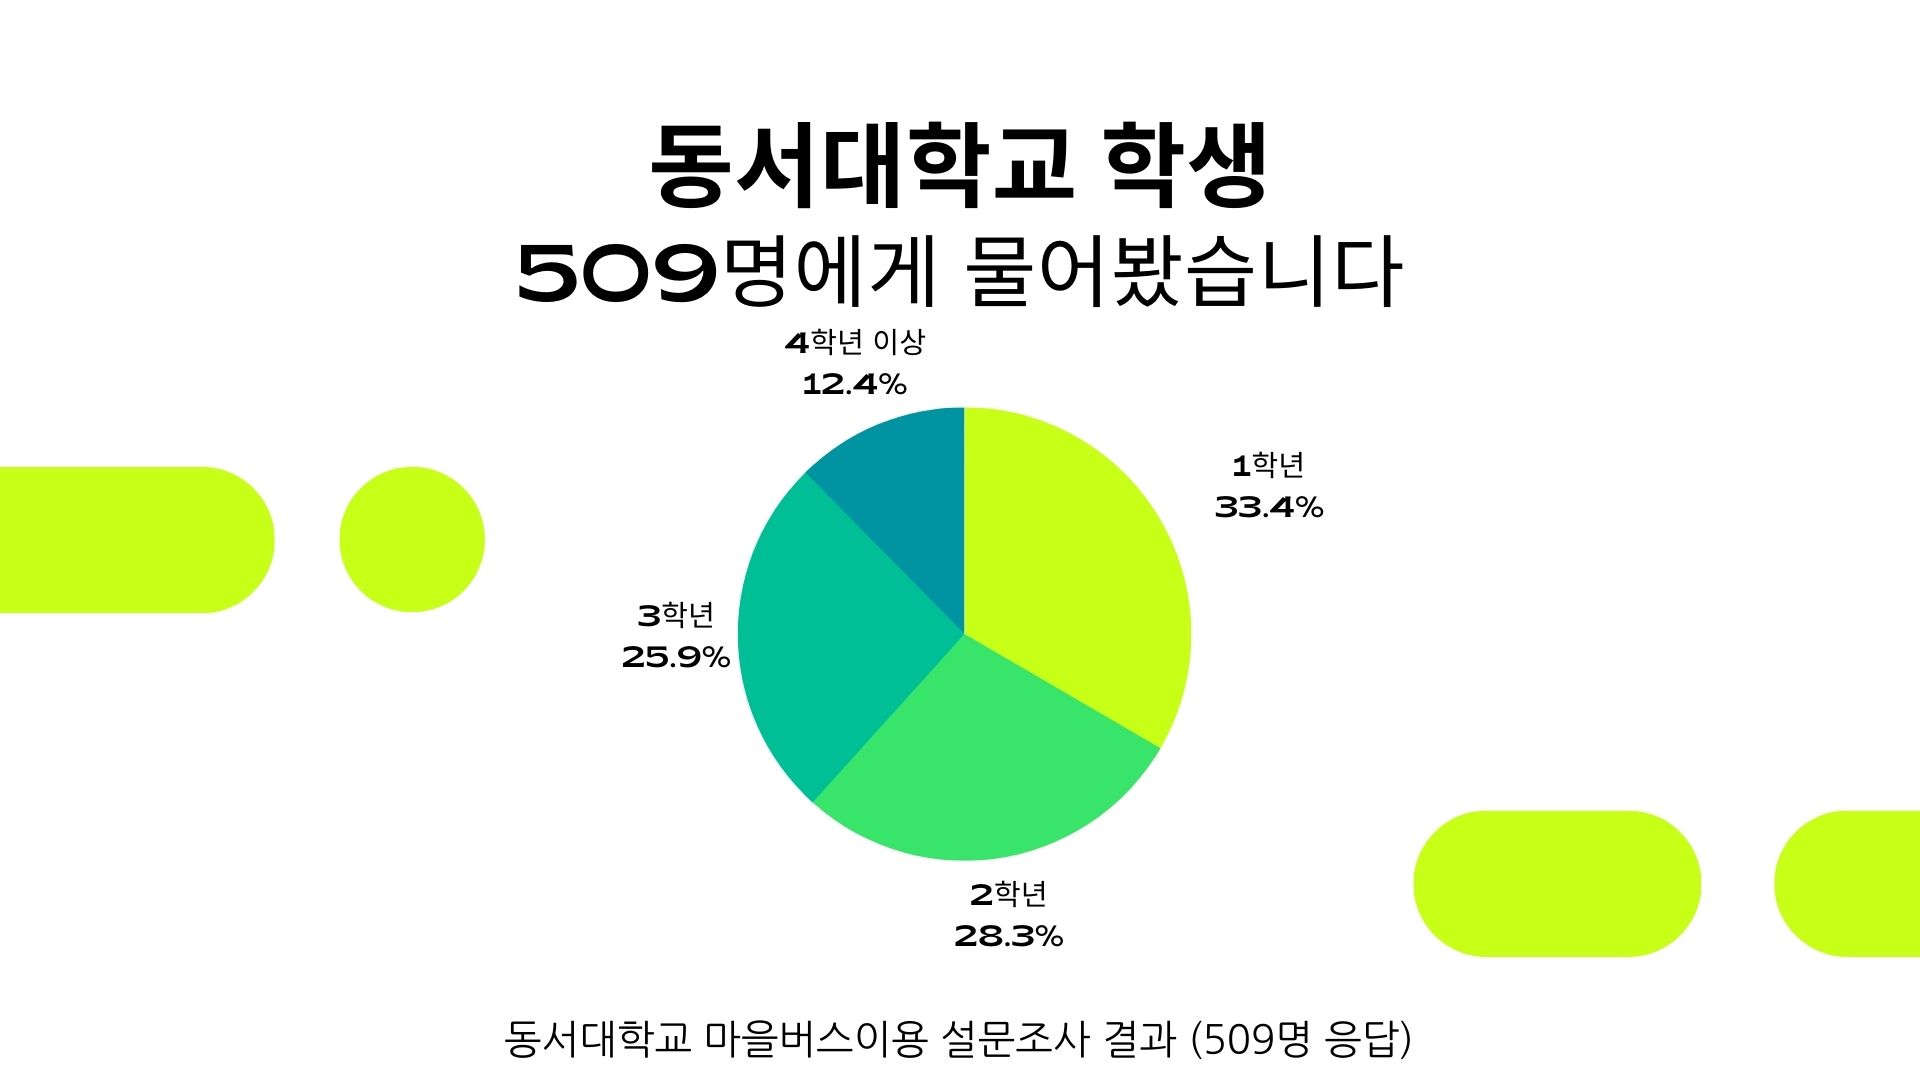 동서대학교 학생
509명에게 물어봤습니다
4학년 이상
12.4%
1학년
33.4%
3학년
25.9%
2학년
28.3%
동서대학교 마을버스이용 설문조사 결과 (509명 응답)